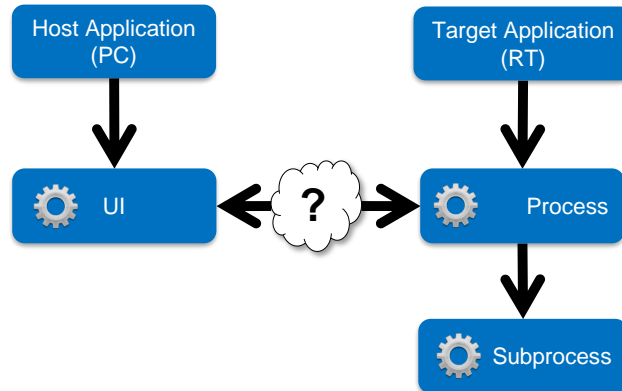 Host Application
(PC)
Target Application
(RT)
UI
?
Process
Subprocess